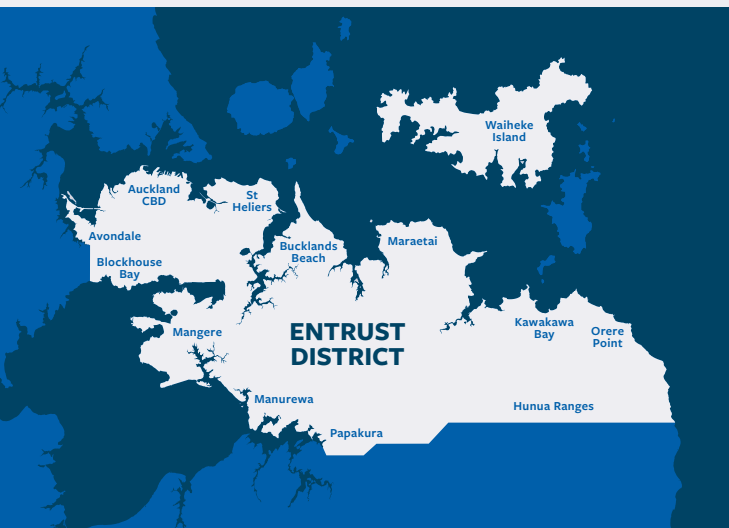 Waiheke
Island
Auckland
CBD
St
Heliers
Avondale
Bucklands
Beach
Maraetai
Blockhouse
Bay
Mangere
ENTRUST
DISTRICT
Kawakawa
Bay
Orere
Point
Manurewa
Hunua Ranges
Papakura